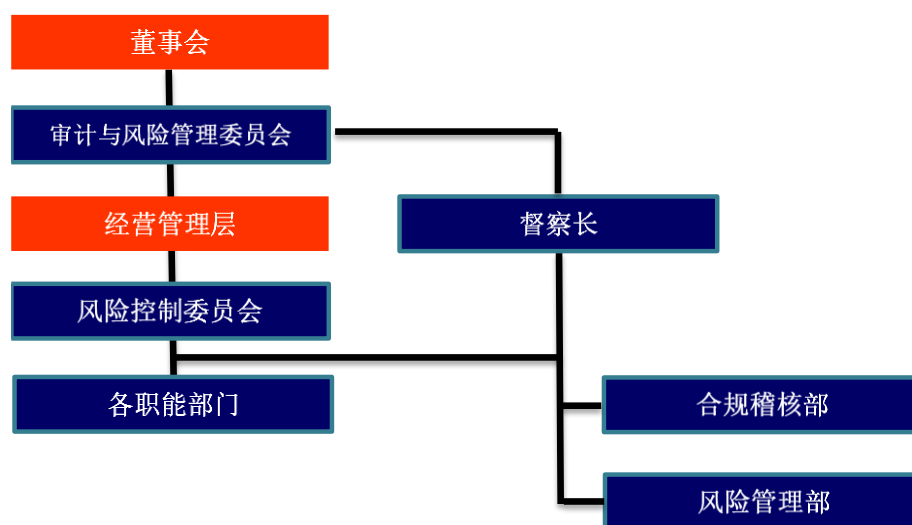 董事会
审计与风险管理委员会
经营管理层
督察长
风险控制委员会
各职能部门
合规稽核部
风险管理部